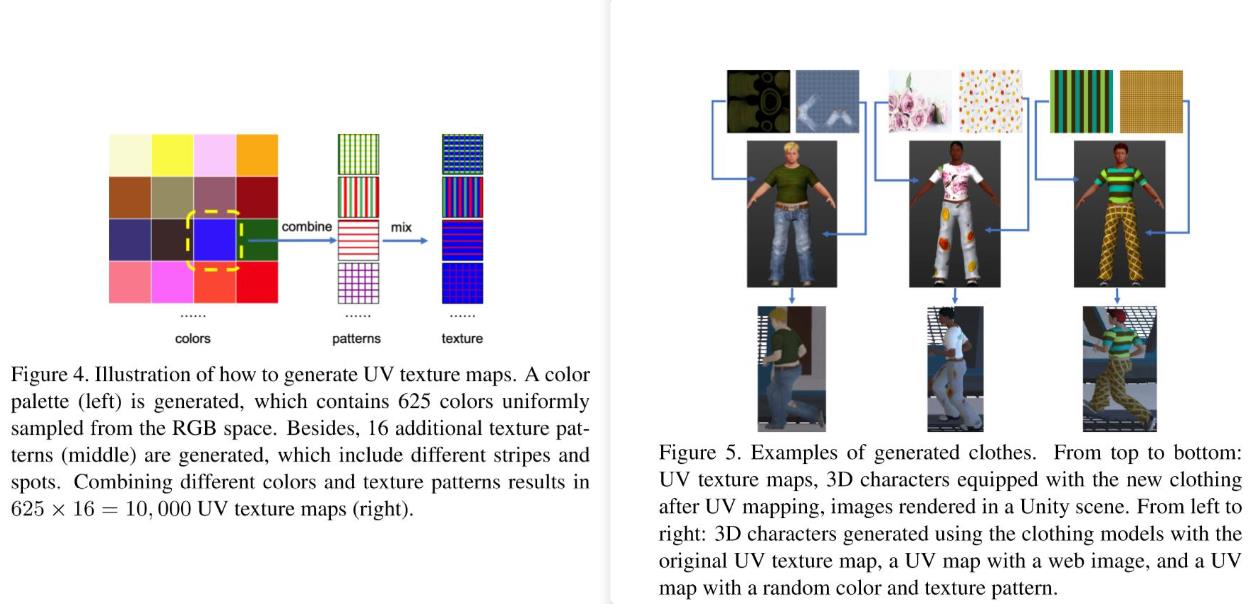 combine
mix
......
......
......
colors
patterns
texture
Figure 4. Illustration of how to generate UV texture maps. A color
palette (left) is generated, which contains 625 colors uniformly
sampled from the RGB space. Besides, 16 additional texture pat-
terns (middle) are generated, which include different stripes and
spots. Combining different colors and texture patterns results in
625 × 16 = 10, 000 UV texture maps (right).
Figure 5. Examples of generated clothes. From top to bottom:
UV texture maps, 3D characters equipped with the new clothing
after UV mapping, images rendered in a Unity scene. From left to
right: 3D characters generated using the clothing models with the
original UV texture map, a UV map with a web image, and a UV
map with a random color and texture pattern.